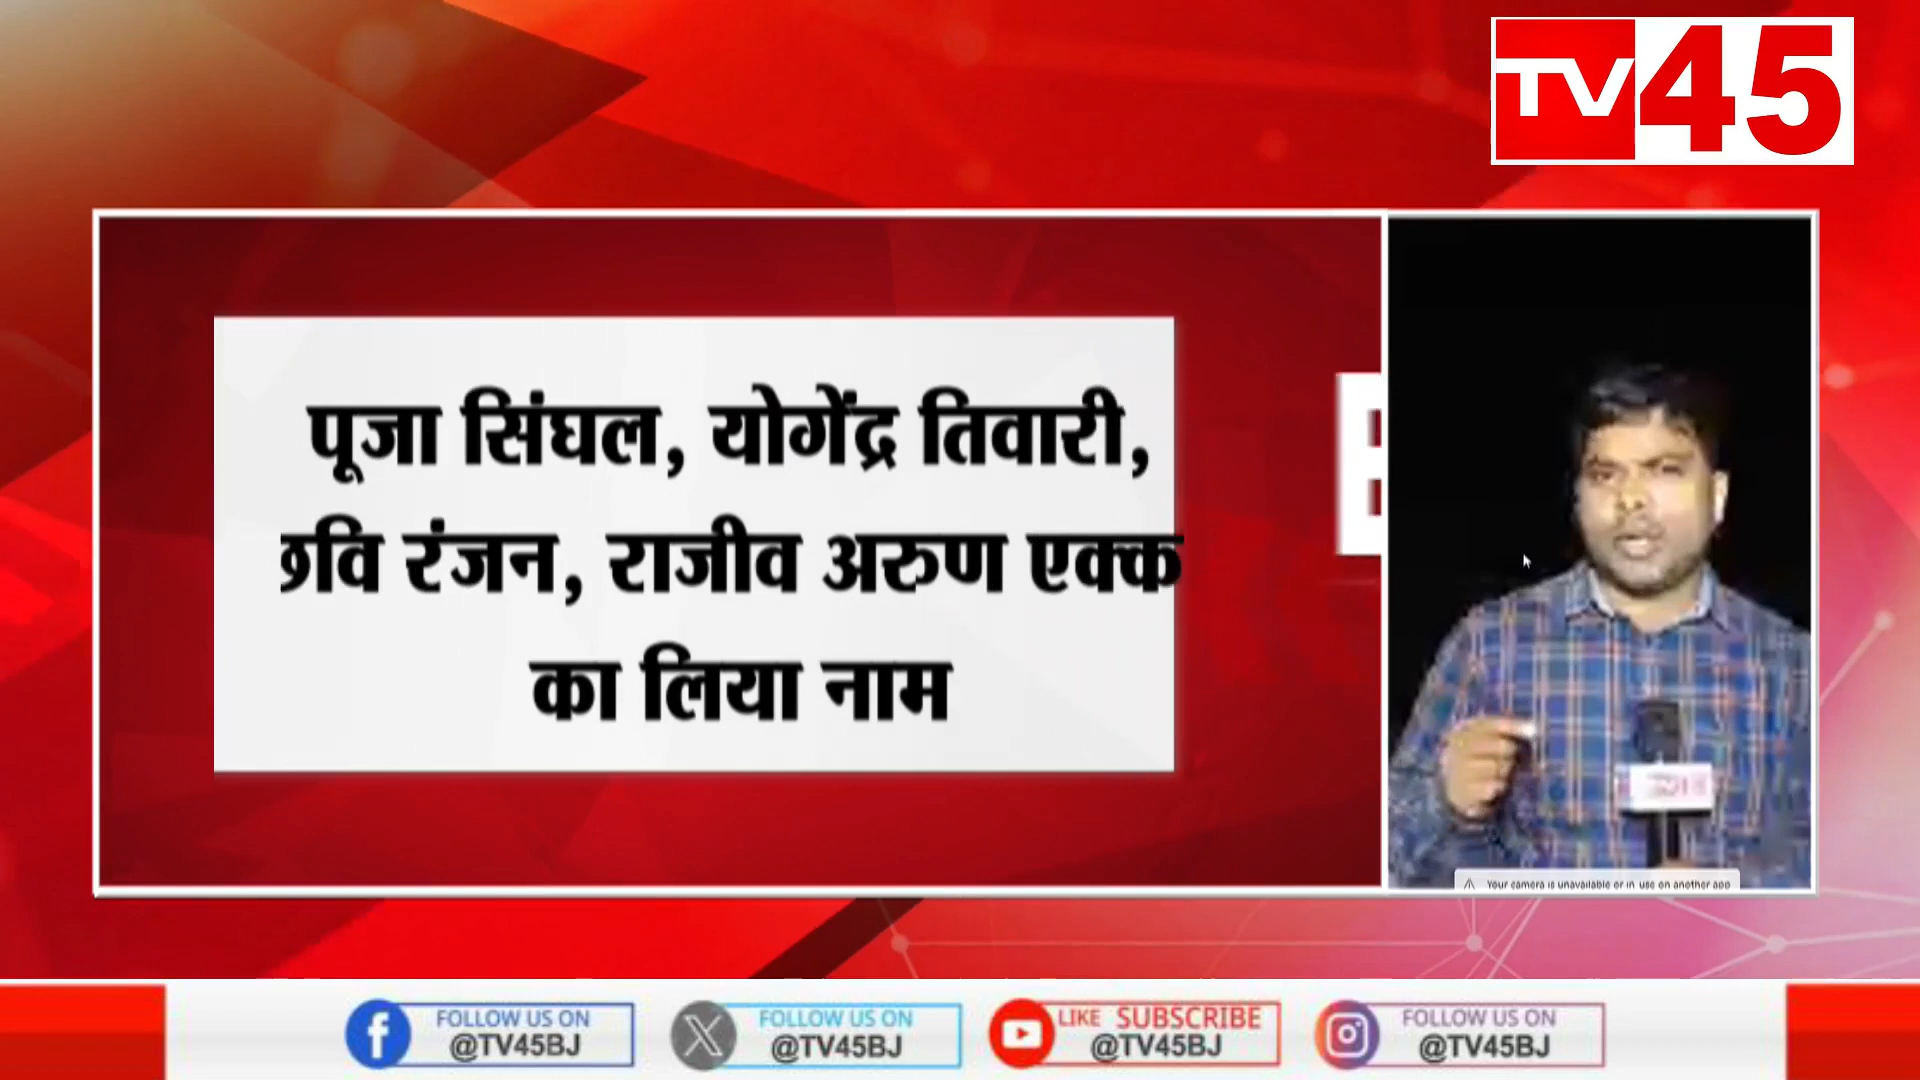 TV45
पूजा सिंघल, योगेंद्र तिवारी,
छवि रंजन, राजीव अरुण एक्क
का लिया नाम
Your camera is unavailable or in use on another app
FOLLOW US ON
@TV45BJ
FOLLOW US ON
@TV45BJ
LIKE SUBSCRIBE
@TV45BJ
FOLLOW US ON
@TV45BJ